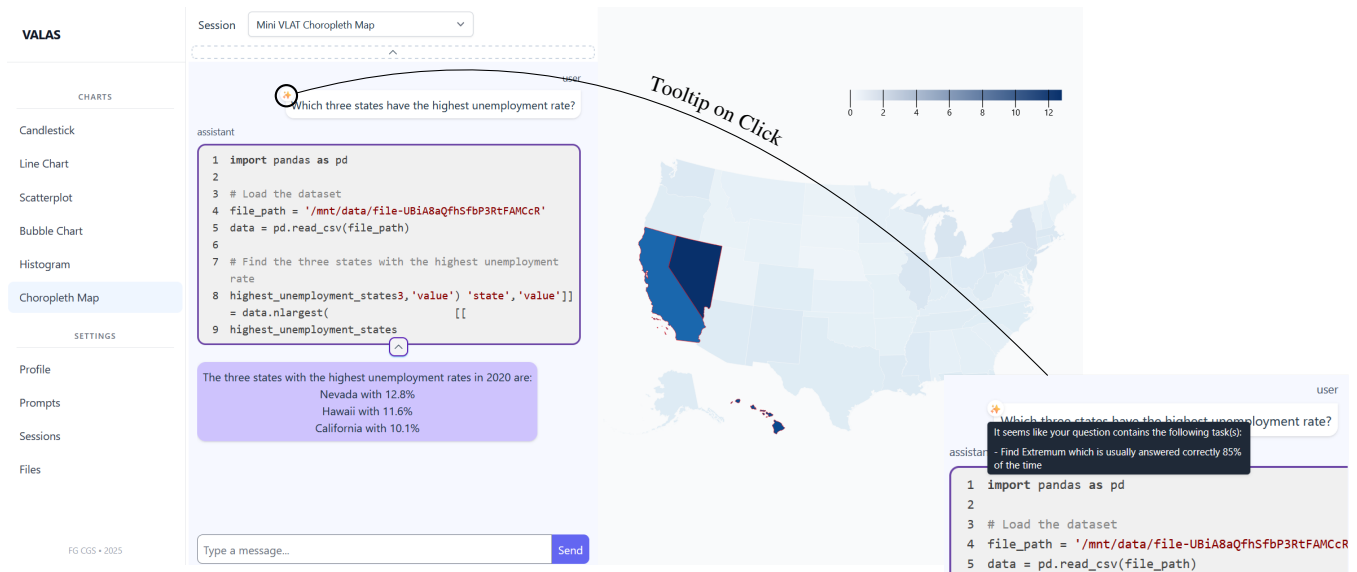 VALAS
CHARTS
Candlestick
Line Chart
Scatterplot
Bubble Chart
Histogram
Choropleth Map
SETTINGS
Profile
Prompts
Sessions
Files
FG CGS • 2025
Session
Mini VLAT Choropleth Map
user
Which three states have the highest unemployment rate?
assistant
1 import pandas as pd
2
3 # Load the dataset
4 file_path = '/mnt/data/file-UBiA8aQfhSfbP3RtFAMCcR'
5 data = pd.read_csv(file_path)
6
7 # Find the three states with the highest unemployment
rate
8 highest_unemployment_states3,'value') 'state','value']]
= data.nlargest( [[
9 highest_unemployment_states
The three states with the highest unemployment rates in 2020 are:
Nevada with 12.8%
Hawaii with 11.6%
California with 10.1%
Type a message...
Send
Tooltip on Click
0 2 4 6 8 10 12
user
Which three states have the highest unemployment rate?
It seems like your question contains the following task(s):
- Find Extremum which is usually answered correctly 85%
of the time
assistan
1 import pandas as pd
2
3 # Load the dataset
4 file_path = '/mnt/data/file-UBiA8aQfhSfbP3RtFAMCcR
5 data = pd.read_csv(file_path)